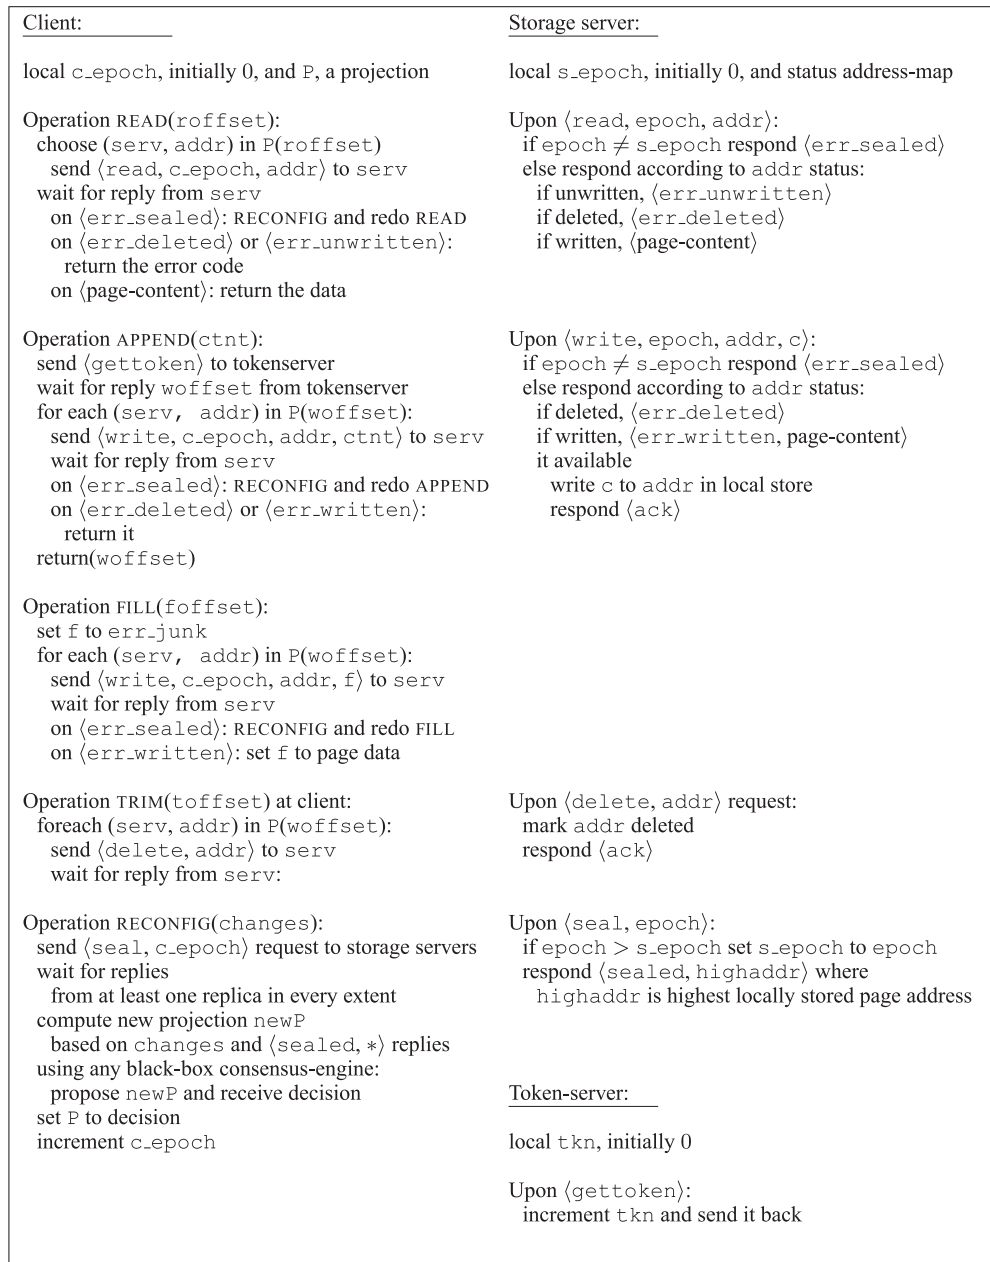 Client:
local c_epoch, initially 0, and P, a projection
Operation READ(roffset):
choose (serv, addr) in P(roffset)
send ⟨read, c_epoch, addr⟩ to serv
wait for reply from serv
on ⟨err_sealed⟩: RECONFIG and redo READ
on ⟨err_deleted⟩ or ⟨err_unwritten⟩:
return the error code
on ⟨page-content⟩: return the data
Operation APPEND(ctnt):
send ⟨gettoken⟩ to tokenserver
wait for reply woffset from tokenserver
for each (serv, addr) in P(woffset):
send ⟨write, c_epoch, addr, ctnt⟩ to serv
wait for reply from serv
on ⟨err_sealed⟩: RECONFIG and redo APPEND
on ⟨err_deleted⟩ or ⟨err_written⟩:
return it
return(woffset)
Operation FILL(foffset):
set f to err_junk
for each (serv, addr) in P(woffset):
send ⟨write, c_epoch, addr, f⟩ to serv
wait for reply from serv
on ⟨err_sealed⟩: RECONFIG and redo FILL
on ⟨err_written⟩: set f to page data
Operation TRIM(toffset) at client:
foreach (serv, addr) in P(woffset):
send ⟨delete, addr⟩ to serv
wait for reply from serv:
Operation RECONFIG(changes):
send ⟨seal, c_epoch⟩ request to storage servers
wait for replies
from at least one replica in every extent
compute new projection newP
based on changes and ⟨sealed, *⟩ replies
using any black-box consensus-engine:
propose newP and receive decision
set P to decision
increment c_epoch
Storage server:
local s_epoch, initially 0, and status address-map
Upon ⟨read, epoch, addr⟩:
if epoch ≠ s_epoch respond ⟨err_sealed⟩
else respond according to addr status:
if unwritten, ⟨err_unwritten⟩
if deleted, ⟨err_deleted⟩
if written, ⟨page-content⟩
Upon ⟨write, epoch, addr, c⟩:
if epoch ≠ s_epoch respond ⟨err_sealed⟩
else respond according to addr status:
if deleted, ⟨err_deleted⟩
if written, ⟨err_written, page-content⟩
it available
write c to addr in local store
respond ⟨ack⟩
Upon ⟨delete, addr⟩ request:
mark addr deleted
respond ⟨ack⟩
Upon ⟨seal, epoch⟩:
if epoch > s_epoch set s_epoch to epoch
respond ⟨sealed, highaddr⟩ where
highaddr is highest locally stored page address
Token-server:
local tkn, initially 0
Upon ⟨gettoken⟩:
increment tkn and send it back